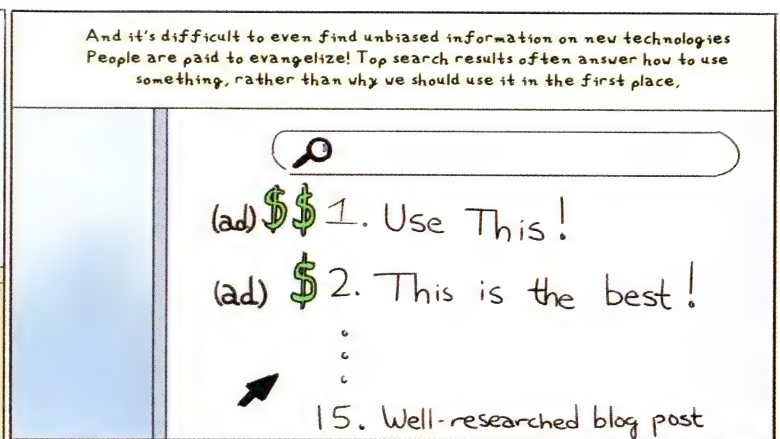 And it's difficult to even find unbiased information on new technologies
People are paid to evangelize! Top search results often answer how to use
something, rather than why we should use it in the first place,
(ad) $$ 1. Use This!
(ad) $ 2. This is the best!
15. Well-researched blog post